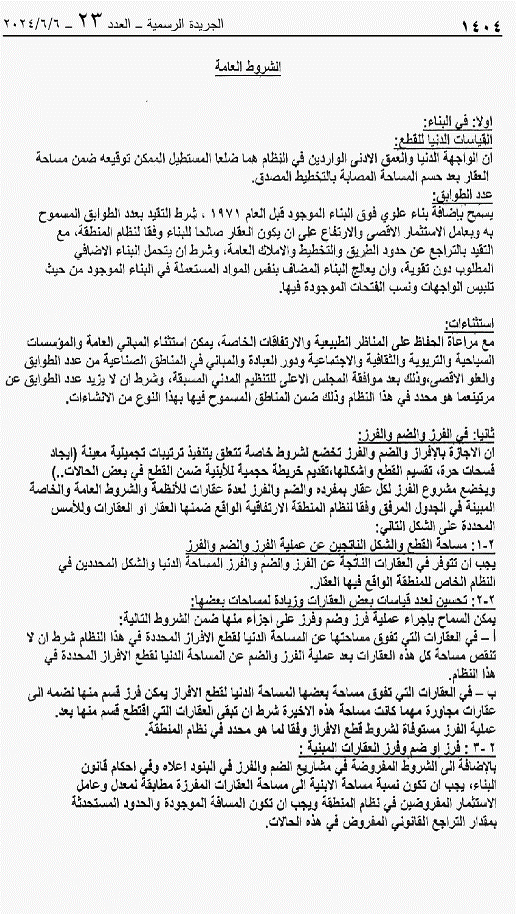 ١٤٠٤
الجريدة الرسمية – العدد ٢٣ – ٢٠٢٤/٦/٦
الشروط العامة
اولا: في البناء:
القياسات الدنيا للقطع:
ان الواجهة الدنيا والعمق الادنى الواردين في النظام هما ضلعا المستطيل الممكن توقيعه ضمن مساحة
العقار بعد حسم المساحة المصابة بالتخطيط المصدق.
عدد الطوابق:
يسمح بإضافة بناء علوي فوق البناء الموجود قبل العام ١٩٧١ ، شرط التقيد بعدد الطوابق المسموح
به وبعامل الاستثمار الاقصى والارتفاع على ان يكون العقار صالحا للبناء وفقا لنظام المنطقة، مع
التقيد بالتراجع عن حدود الطريق والتخطيط والاملاك العامة، وشرط ان يتحمل البناء الاضافي
المطلوب دون تقوية، وان يعالج البناء المضاف بنفس المواد المستعملة في البناء الموجود من حيث
تلبيس الواجهات ونسب الفتحات الموجودة فيها.
استثناءات:
مع مراعاة الحفاظ على المناظر الطبيعية والارتفاقات الخاصة، يمكن استثناء المباني العامة والمؤسسات
السياحية والتربوية والثقافية والاجتماعية ودور العبادة والمباني في المناطق الصناعية من عدد الطوابق
والعلو الاقصى،وذلك بعد موافقة المجلس الاعلى للتنظيم المدني المسبقة، وشرط ان لا يزيد عدد الطوابق عن
مرتينعما هو محدد في هذا النظام وذلك ضمن المناطق المسموح فيها بهذا النوع من الانشاءات.
ثانيا: في الفرز والضم والفرز:
ان الاجازة بالإفراز والضم والفرز تخضع لشروط خاصة تتعلق بتنفيذ ترتيبات تجميلية معينة (ايجاد
فسحات حرة، تقسيم القطع واشكالها،تقديم خريطة حجمية للأبنية ضمن القطع في بعض الحالات..)
ويخضع مشروع الفرز لكل عقار بمفرده والضم والفرز لعدة عقارات للأنظمة والشروط العامة والخاصة
المبينة في الجدول المرفق وفقا لنظام المنطقة الارتفاقية الواقع ضمنها العقار او العقارات وللأسس
المحددة على الشكل التالي:
٢-١: مساحة القطع والشكل الناتجين عن عملية الفرز والضم والفرز
يجب ان تتوفر في العقارات الناتجة عن الفرز والضم والفرز المساحة الدنيا والشكل المحددين في
النظام الخاص للمنطقة الواقع فيها العقار.
٢-٢: تحسين لعدد قياسات بعض العقارات وزيادة لمساحات بعضها:
يمكن السماح بإجراء عملية فرز وضم وفرز على اجزاء منها ضمن الشروط التالية:
أ – في العقارات التي تفوق مساحتها عن المساحة الدنيا لقطع الأفراز المحددة في هذا النظام شرط ان لا
تنقص مساحة كل هذه العقارات بعد عملية الفرز والضم عن المساحة الدنيا لقطع الافراز المحددة في
هذا النظام.
ب – في العقارات التي تفوق مساحة بعضها المساحة الدنيا لقطع الافراز يمكن فرز قسم منها لضمه الى
عقارات مجاورة مهما كانت مساحة هذه الاخيرة شرط ان تبقى العقارات التي اقتطع قسم منها بعد.
عملية الفرز مستوفاة لشروط قطع الافراز وفقا لما هو محدد في نظام المنطقة.
٢ -٣ : فرز او ضم وفرز العقارات المبنية :
بالإضافة الى الشروط المفروضة في مشاريع الضم والفرز في البنود اعلاه وفي احكام قانون
البناء، يجب ان تكون نسبة مساحة الابنية الى مساحة العقارات المفرزة مطابقة لمعدل وعامل
الاستثمار المفروضين في نظام المنطقة ويجب ان تكون المسافة الموجودة والحدود المستحدثة
بمقدار التراجع القانوني المفروض في هذه الحالات.